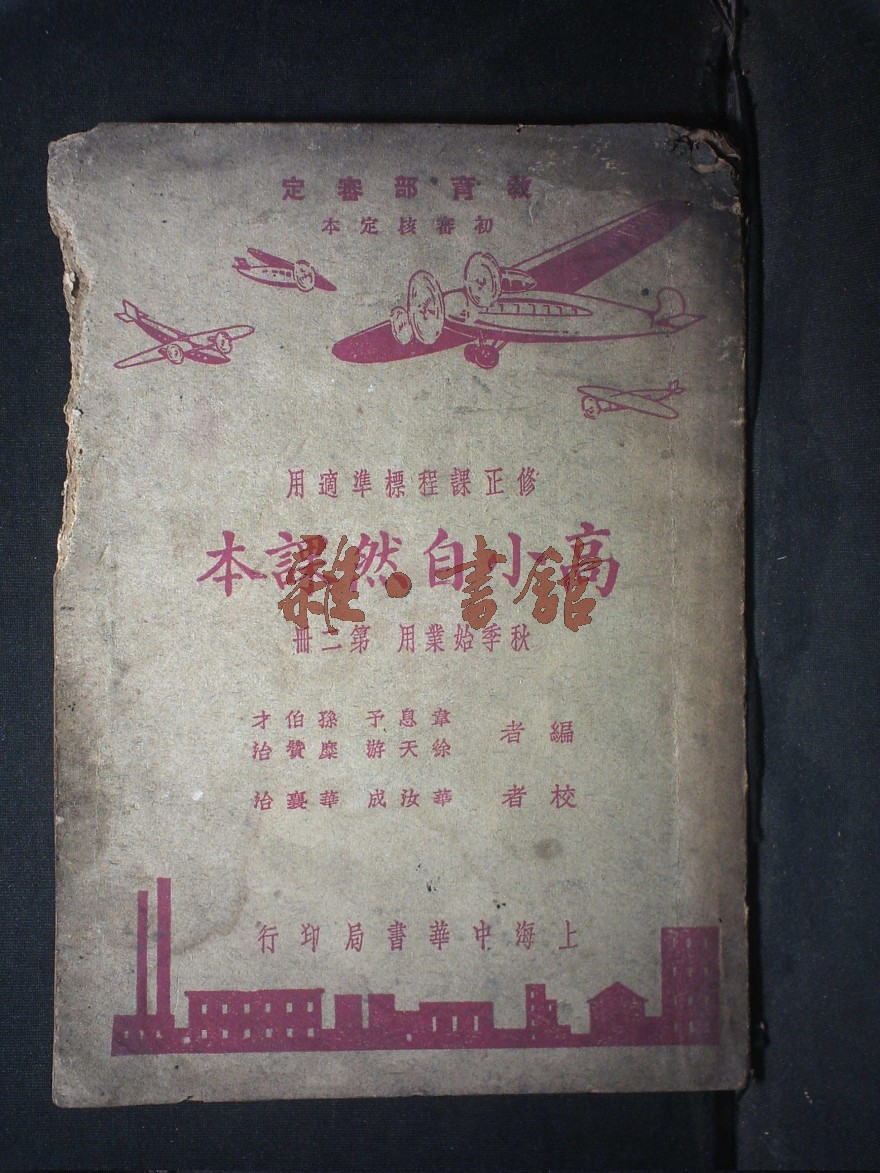 教育部審定
初審核定本
修正課程標準適用
高小自然課本
雜·書館
秋季始業用 第二冊
編者 韋息予 孫伯才
徐天游 糜贊治
校者 華汝成 華襄治
上海中華書局印行